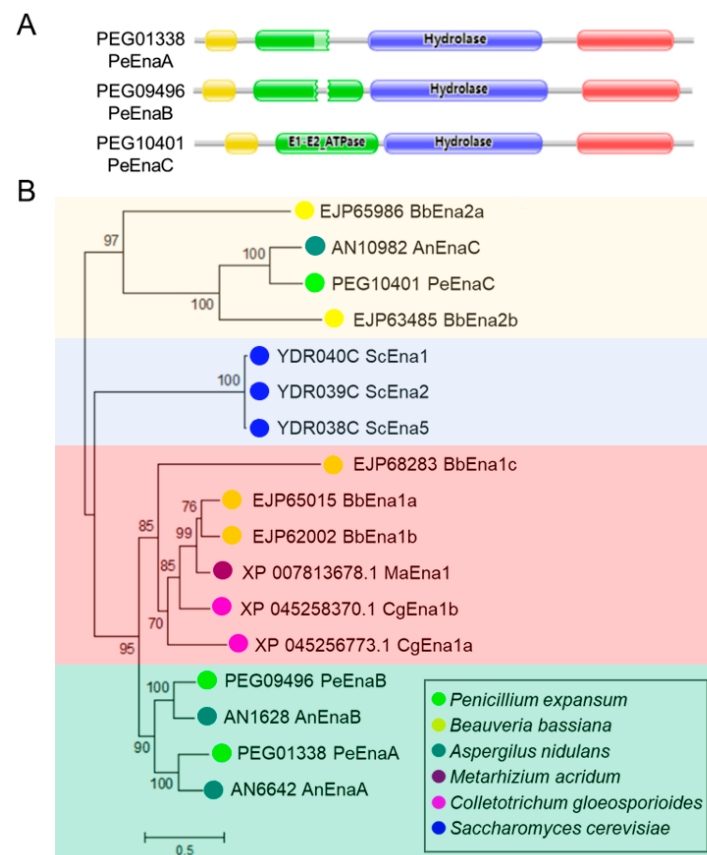 A
PEG01338
PeEnaA
Hydrolase
PEG09496
PeEnaB
Hydrolase
PEG10401
PeEnaC
E1-E2_ATPase
Hydrolase
B
97
EJP65986 BbEna2a
100
AN10982 AnEnaC
PEG10401 PeEnaC
100
EJP63485 BbEna2b
YDR040C ScEna1
100
YDR039C ScEna2
YDR038C ScEna5
EJP68283 BbEna1c
76
EJP65015 BbEna1a
85
99
EJP62002 BbEna1b
85
XP 007813678.1 MaEna1
XP 045258370.1 CgEna1b
70
95
XP 045256773.1 CgEna1a
PEG09496 PeEnaB
100
AN1628 AnEnaB
90
PEG01338 PeEnaA
100
AN6642 AnEnaA
0.5
Penicillium expansum
Beauveria bassiana
Aspergilus nidulans
Metarhizium acridum
Colletotrichum gloeosporioides
Saccharomyces cerevisiae